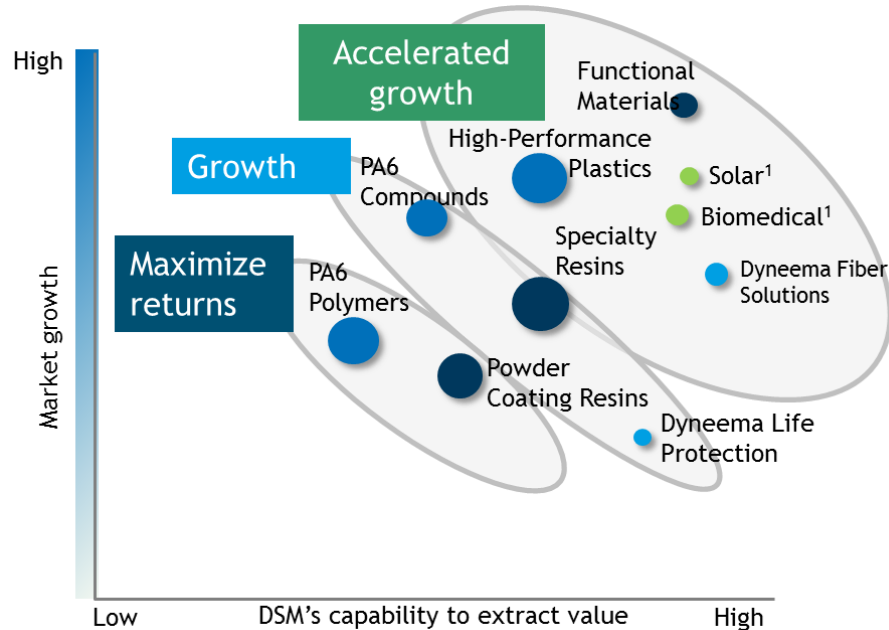 Accelerated
growth
High
Functional
Materials
Growth
High-Performance
Plastics
PA6
Compounds
Solar¹
Biomedical¹
Maximize
returns
PA6
Polymers
Specialty
Resins
Dyneema Fiber
Solutions
Market growth
Powder
Coating Resins
Dyneema Life
Protection
Low
DSM's capability to extract value
High